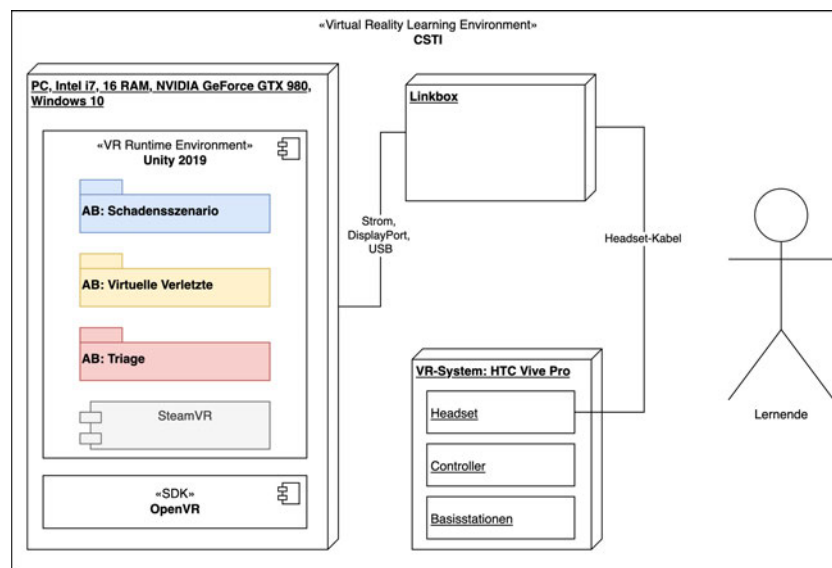 «Virtual Reality Learning Environment»
CSTI
PC, Intel i7, 16 RAM, NVIDIA GeForce GTX 980,
Windows 10
«VR Runtime Environment»
Unity 2019
AB: Schadensszenario
AB: Virtuelle Verletzte
AB: Triage
SteamVR
«SDK»
OpenVR
Strom,
DisplayPort,
USB
Linkbox
Headset-Kabel
VR-System: HTC Vive Pro
Headset
Controller
Basisstationen
Lernende